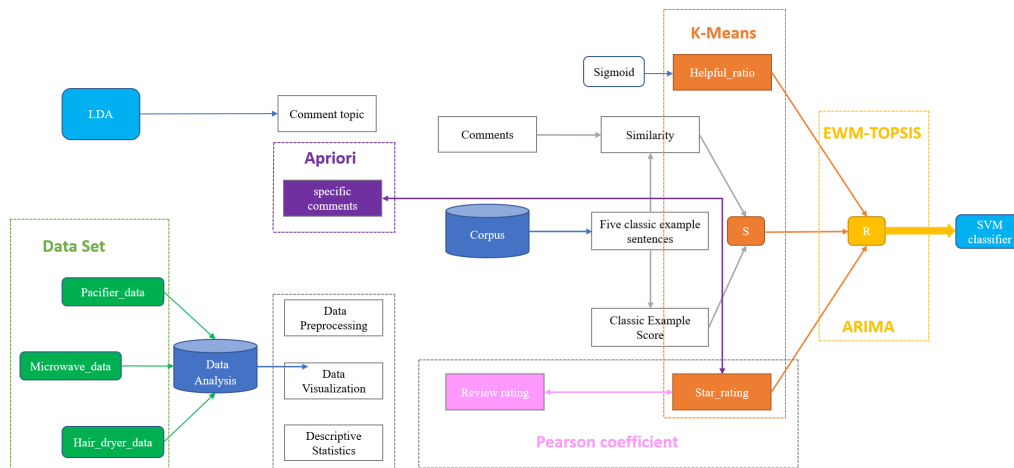 K-Means
Sigmoid
Helpful_ratio
LDA
Comment topic
Comments
Similarity
EWM-TOPSIS
Apriori
specific
comments
Corpus
Five classic example
sentences
S
R
SVM
classifier
Data Set
Pacifier_data
Data
Preprocessing
Classic Example
Score
ARIMA
Microwave_data
Data
Analysis
Data
Visualization
Review rating
Star_rating
Hair_dryer_data
Descriptive
Statistics
Pearson coefficient